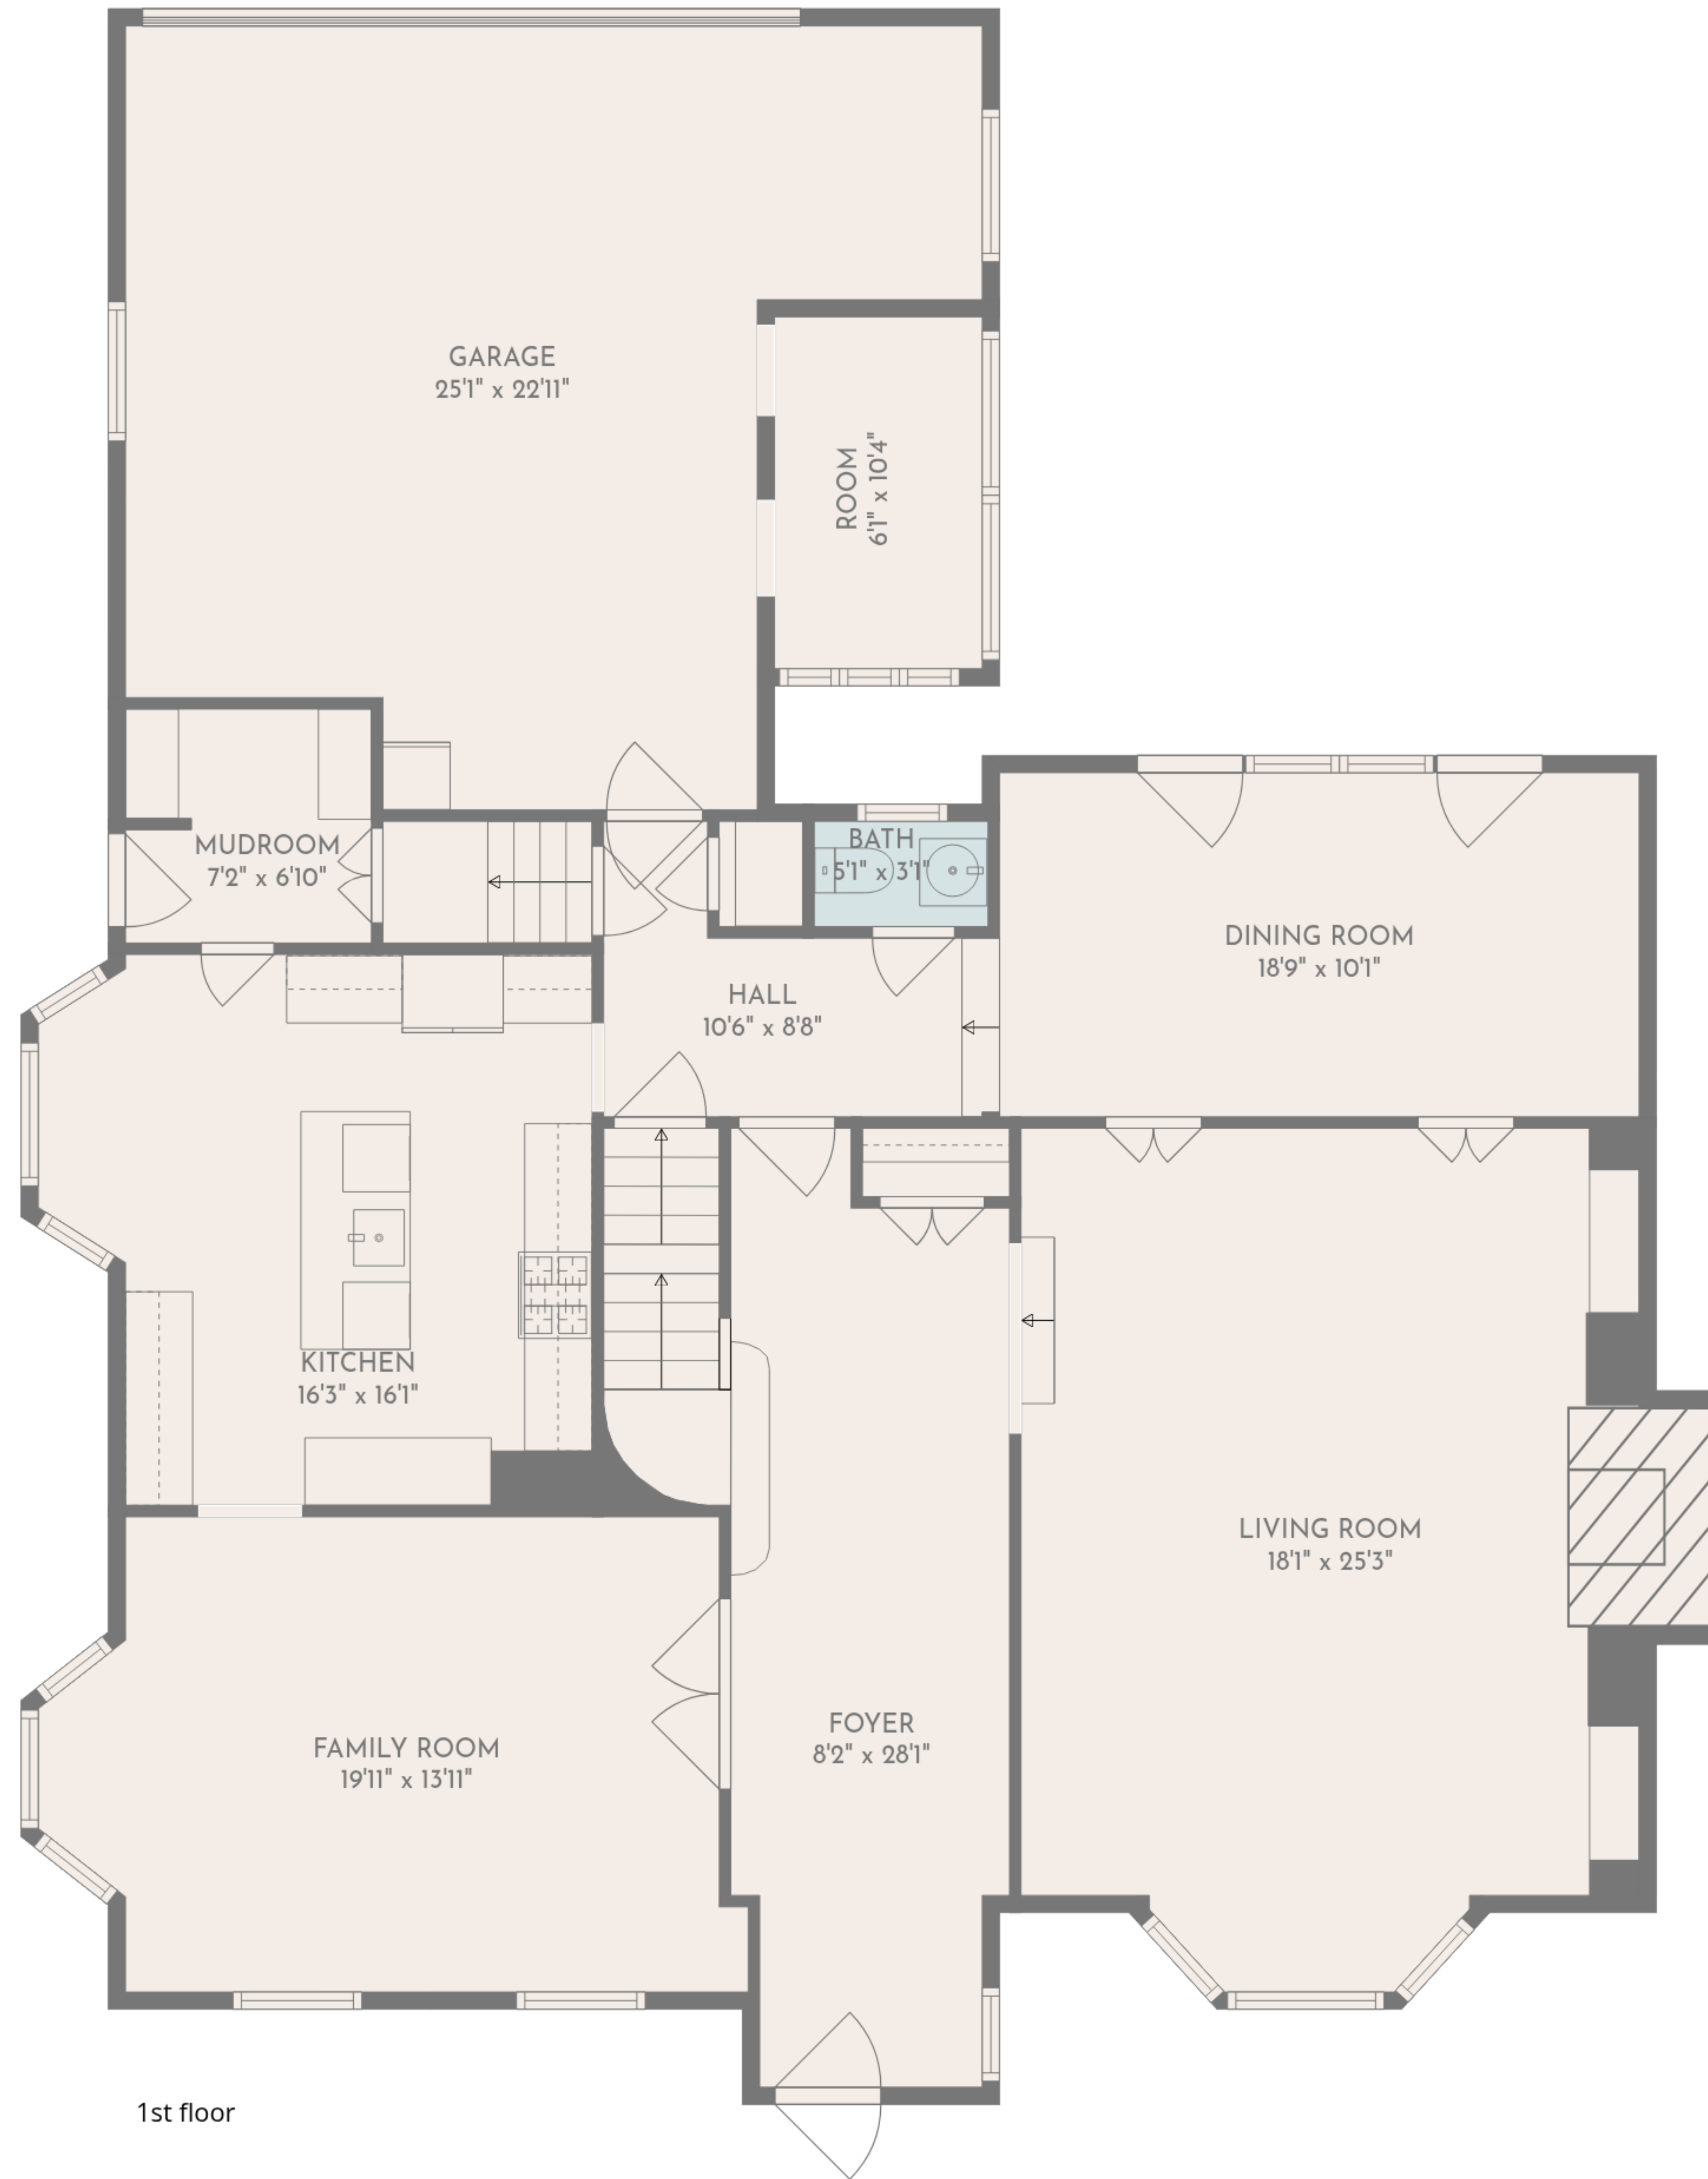 GARAGE
25'1" x 22'11"
ROOM
6'1" x 10'4"
MUDROOM
7'2" x 6'10"
BATH
5'1" x 3'1"
DINING ROOM
18'9" x 10'1"
HALL
10'6" x 8'8"
KITCHEN
16'3" x 16'1"
LIVING ROOM
18'1" x 25'3"
FOYER
8'2" x 28'1"
FAMILY ROOM
19'11" x 13'11"
1st floor